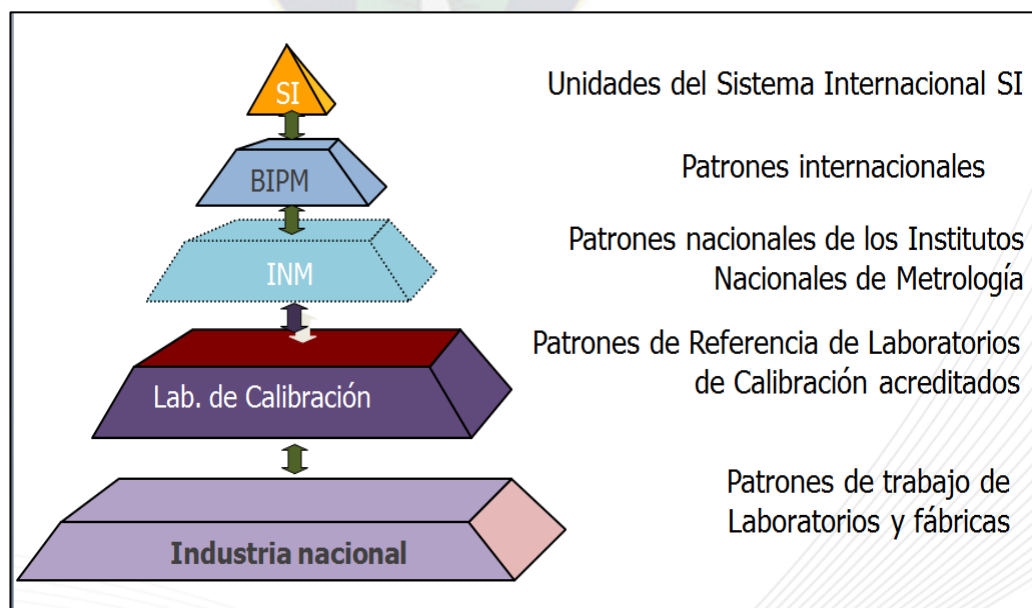 SI
Unidades del Sistema Internacional SI
BIPM
Patrones internacionales
INM
Patrones nacionales de los Institutos
Nacionales de Metrología
Lab. de Calibración
Patrones de Referencia de Laboratorios
de Calibración acreditados
Industria nacional
Patrones de trabajo de
Laboratorios y fábricas